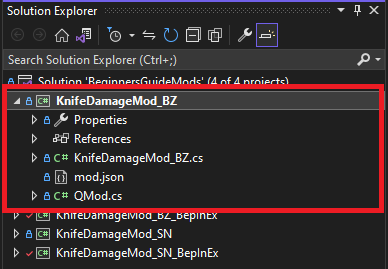 Solution Explorer
Search Solution Explorer (Ctrl+;)
Solution 'BeginnersGuideMods' (4 of 4 projects)
C# KnifeDamageMod_BZ
Properties
References
C# KnifeDamageMod_BZ.cs
mod.json
C# QMod.cs
C# KnifeDamageMod_BZ_BepInEx
C# KnifeDamageMod_SN
C# KnifeDamageMod_SN_BepInEx